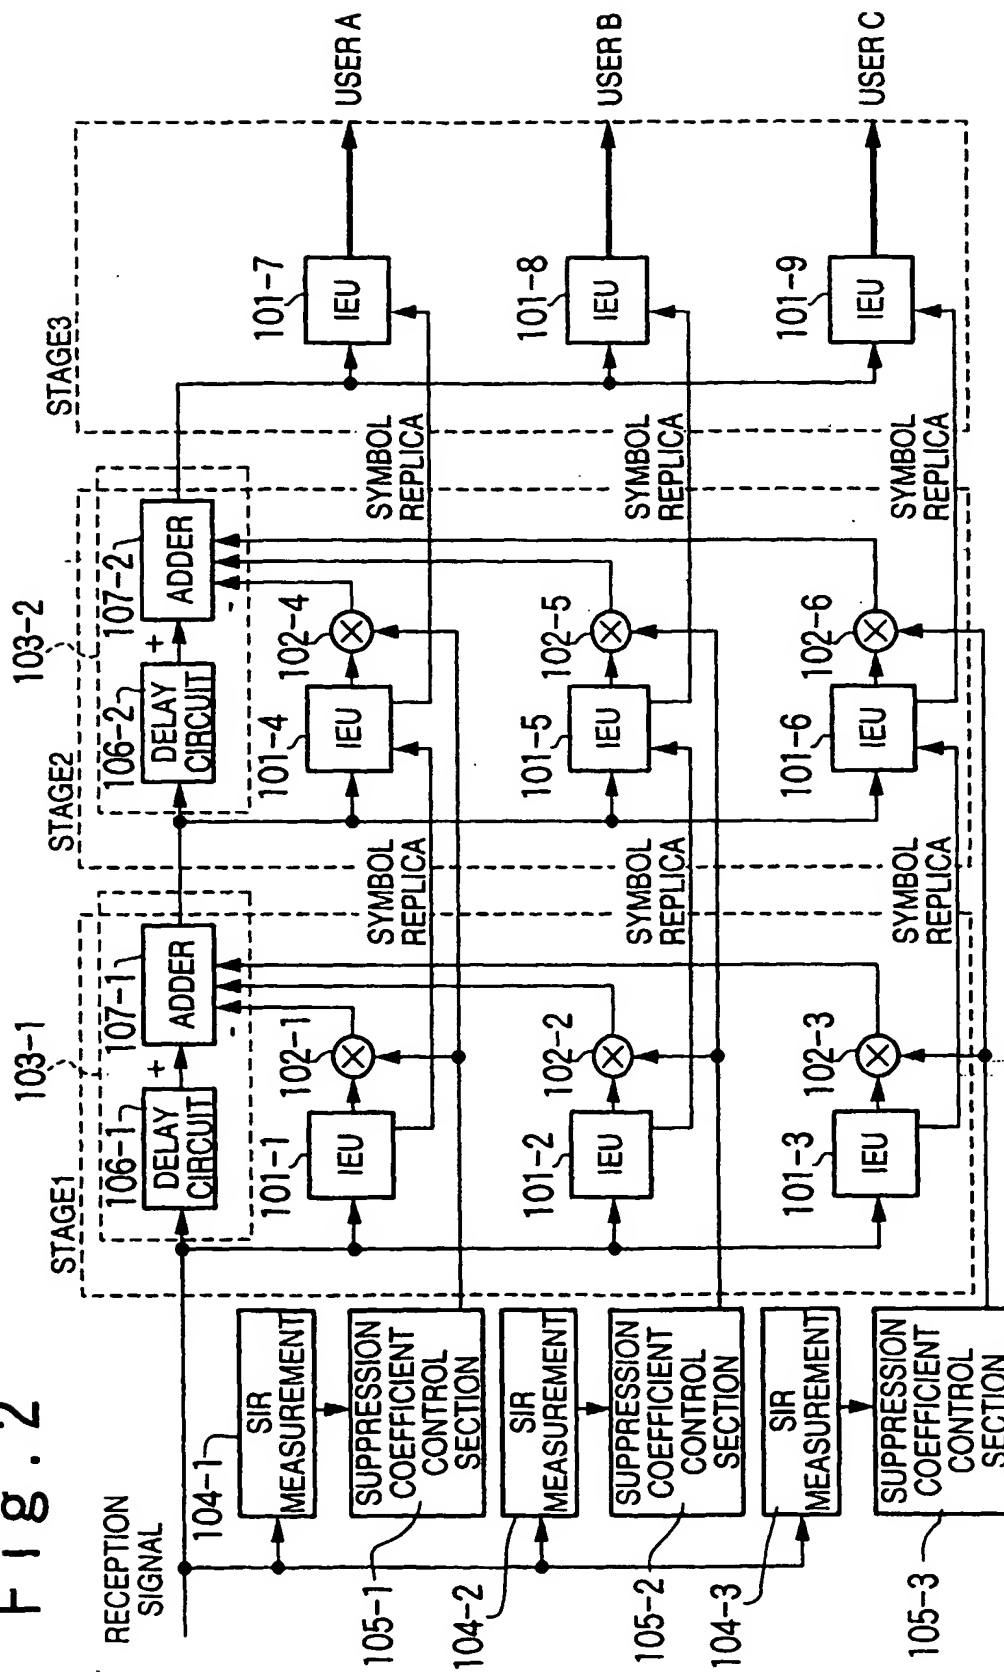 Fig.2
RECEPTION
SIGNAL
104-1
SIR
MEASUREMENT
105-1
SUPPRESSION
COEFFICIENT
CONTROL
SECTION
104-2
SIR
MEASUREMENT
105-2
SUPPRESSION
COEFFICIENT
CONTROL
SECTION
104-3
SIR
MEASUREMENT
105-3
SUPPRESSION
COEFFICIENT
CONTROL
SECTION
STAGE1
103-1
106-1
DELAY
CIRCUIT
+
107-1
ADDER
-
101-1
IEU
102-1
101-2
IEU
102-2
101-3
IEU
102-3
SYMBOL
REPLICA
SYMBOL
REPLICA
SYMBOL
REPLICA
STAGE2
103-2
106-2
DELAY
CIRCUIT
+
107-2
ADDER
-
101-4
IEU
102-4
101-5
IEU
102-5
101-6
IEU
102-6
SYMBOL
REPLICA
SYMBOL
REPLICA
SYMBOL
REPLICA
STAGE3
101-7
IEU
USER A
101-8
IEU
USER B
101-9
IEU
USER C